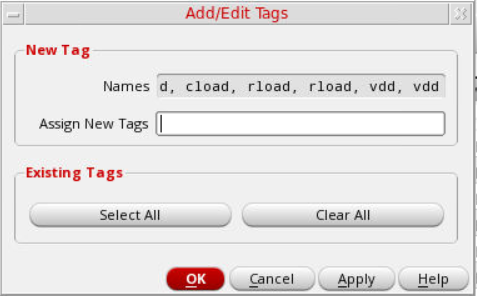 Add/Edit Tags
New Tag
Names d, cload, rload, rload, vdd, vdd
Assign New Tags
Existing Tags
Select All Clear All
OK Cancel Apply Help